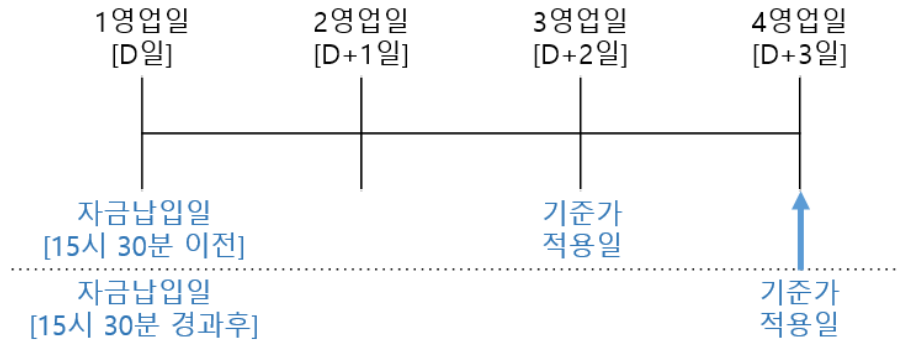 1영업일 2영업일 3영업일 4영업일
[D일] [D+1일] [D+2일] [D+3일]
자금납입일 기준가
[15시 30분 이전] 적용일
자금납입일 기준가
[15시 30분 경과후] 적용일